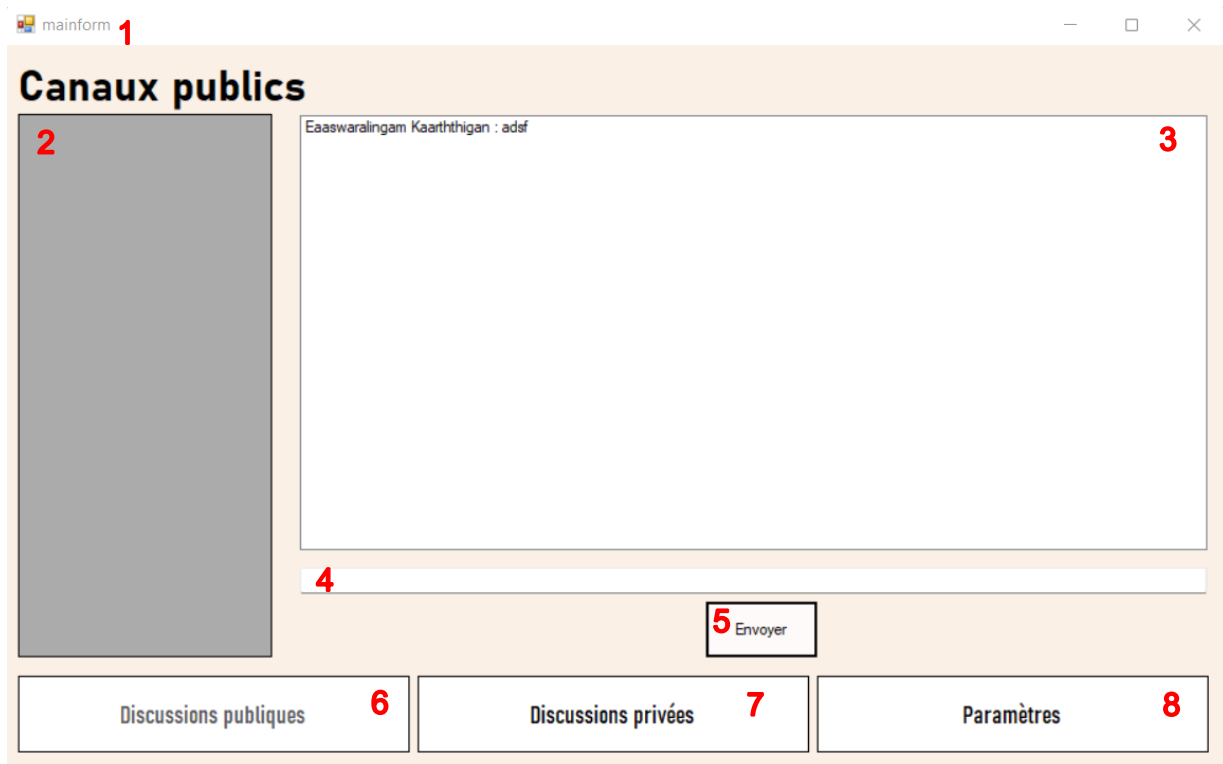 mainform 1
Canaux publics
2
Eaaswaralingam Kaarththigan : adsf
3
4
5 Envoyer
Discussions publiques 6
Discussions privées 7
Paramètres 8